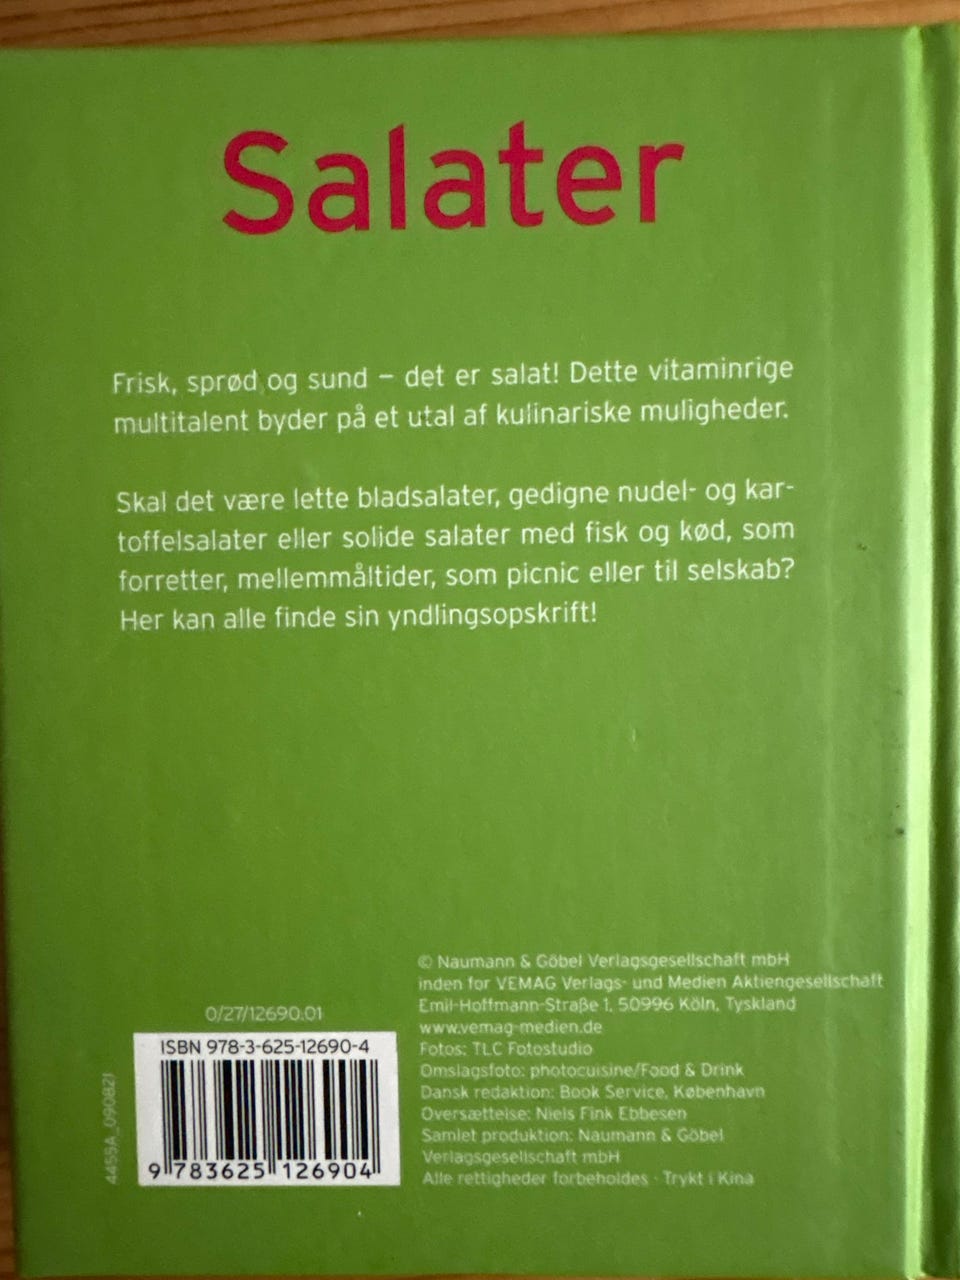 Salater
Frisk, sprød og sund – det er salat! Dette vitaminrige
multitalent byder på et utal af kulinariske muligheder.
Skal det være lette bladsalater, gedigne nudel- og kar-
toffelsalater eller solide salater med fisk og kød, som
forretter, mellemmåltider, som picnic eller til selskab?
Her kan alle finde sin yndlingsopskrift!
© Naumann & Göbel Verlagsgesellschaft mbH
inden for VEMAG Verlags- und Medien Aktiengesellschaft
Emil-Hoffmann-Straße 1, 50996 Köln, Tyskland
www.vemag-medien.de
Fotos: TLC Fotostudio
Omslagsfoto: photocuisine/Food & Drink
Dansk redaktion: Book Service, København
Oversættelse: Niels Fink Ebbesen
Samlet produktion: Naumann & Göbel
Verlagsgesellschaft mbH
Alle rettigheder forbeholdes · Trykt i Kina
0/27/12690.01
ISBN 978-3-625-12690-4
9 783625 126904
4455A_090821